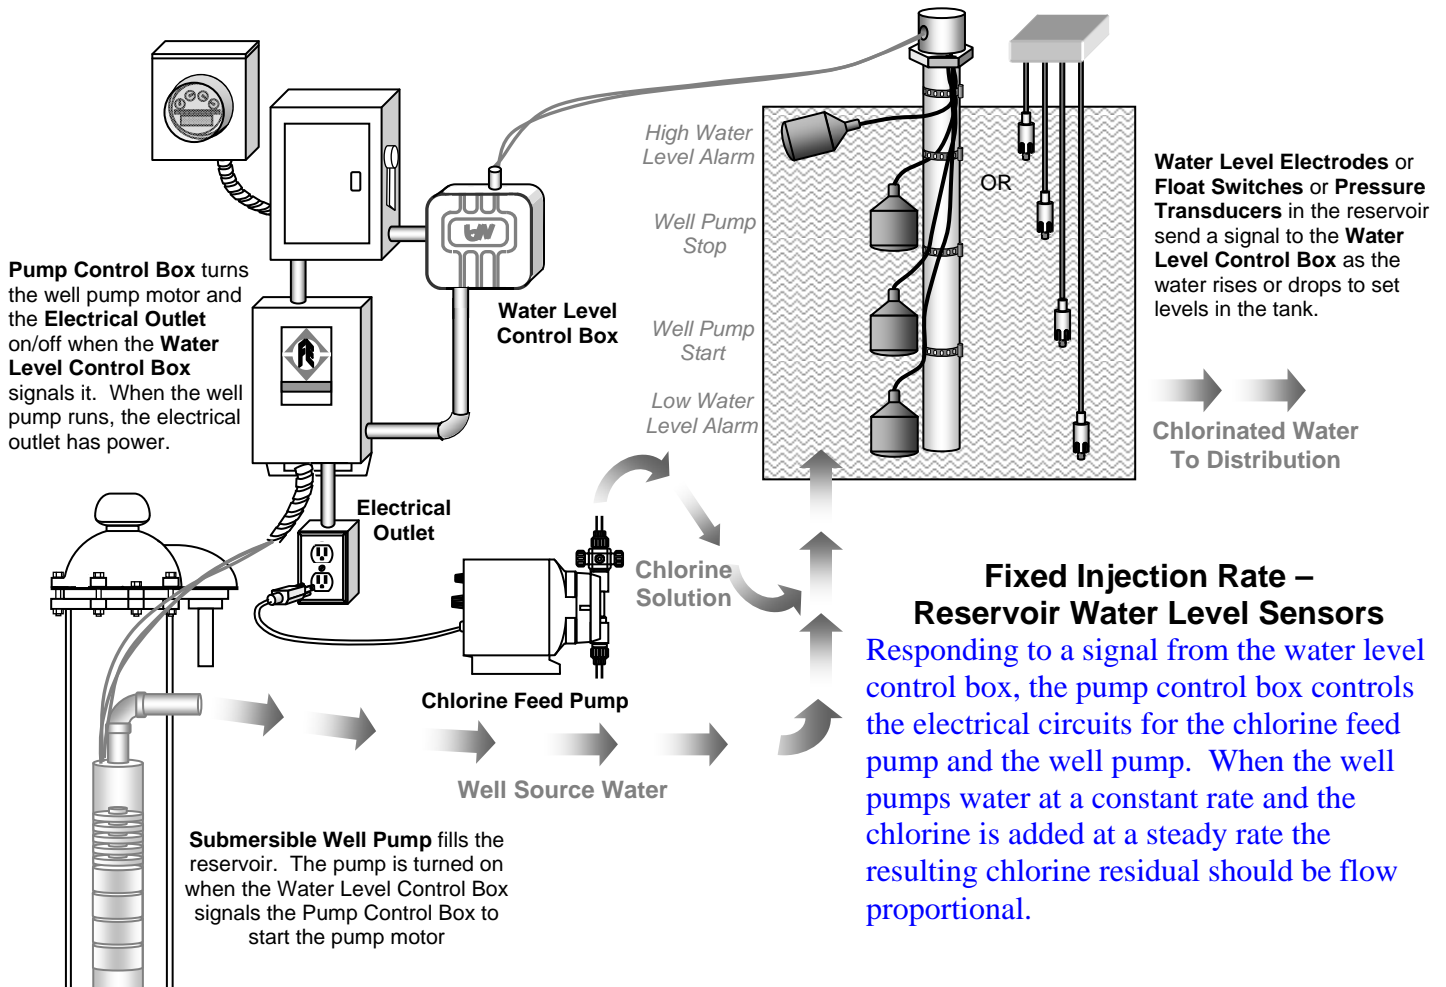 High Water
Level Alarm
OR
Well Pump
Stop
Water Level Electrodes or
Float Switches or Pressure
Transducers in the reservoir
send a signal to the Water
Level Control Box as the
water rises or drops to set
levels in the tank.
Pump Control Box turns
the well pump motor and
the Electrical Outlet
on/off when the Water
Level Control Box
signals it. When the well
pump runs, the electrical
outlet has power.
Water Level
Control Box
Well Pump
Start
Low Water
Level Alarm
Chlorinated Water
To Distribution
Electrical
Outlet
Chlorine
Solution
Chlorine Feed Pump
Well Source Water
Fixed Injection Rate –
Reservoir Water Level Sensors
Responding to a signal from the water level
control box, the pump control box controls
the electrical circuits for the chlorine feed
pump and the well pump. When the well
pumps water at a constant rate and the
chlorine is added at a steady rate the
resulting chlorine residual should be flow
proportional.
Submersible Well Pump fills the
reservoir. The pump is turned on
when the Water Level Control Box
signals the Pump Control Box to
start the pump motor